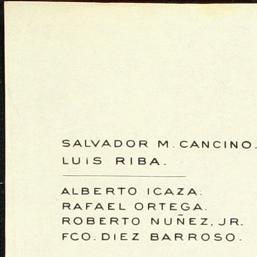 SALVADOR M. CANCINO.
LUIS RIBA.
ALBERTO ICAZA.
RAFAEL ORTEGA.
ROBERTO NUÑEZ, JR.
FCO. DIEZ BARROSO.